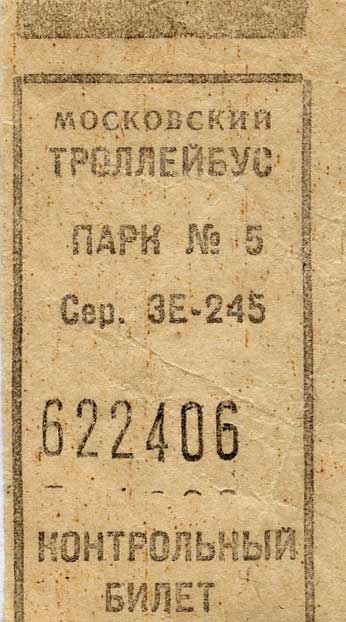 МОСКОВСКИЙ
ТРОЛЛЕЙБУС
ПАРК № 5
Сер. ЗЕ-245
622406
КОНТРОЛЬНЫЙ
БИЛЕТ